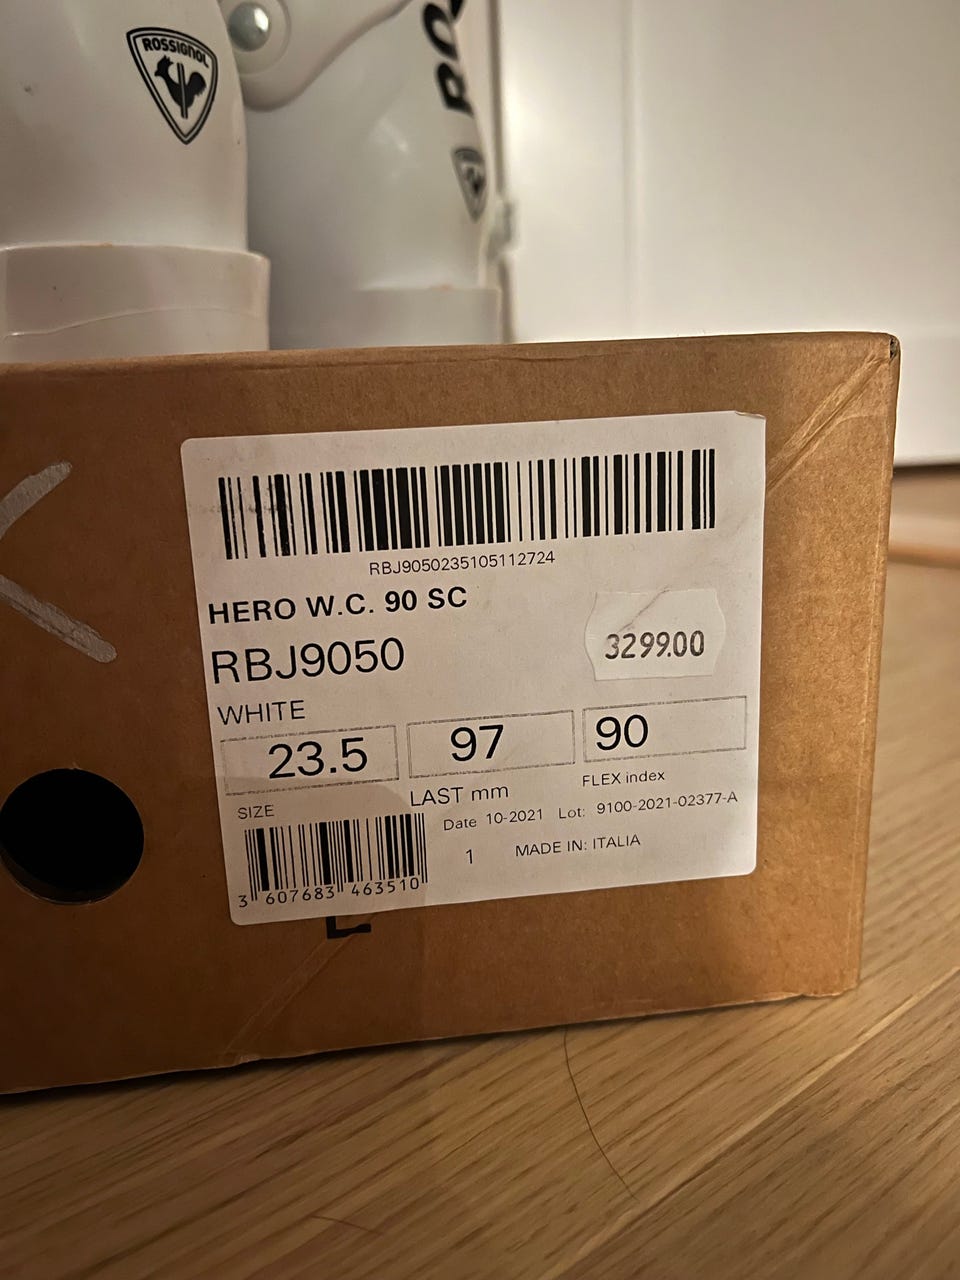 ROSSIGNOL
RBJ9050235105112724
HERO W.C. 90 SC
RBJ9050
3299.00
WHITE
23.5 97 90
SIZE LAST mm FLEX index
Date 10-2021 Lot: 9100-2021-02377-A
1 MADE IN: ITALIA
3 607683 463510